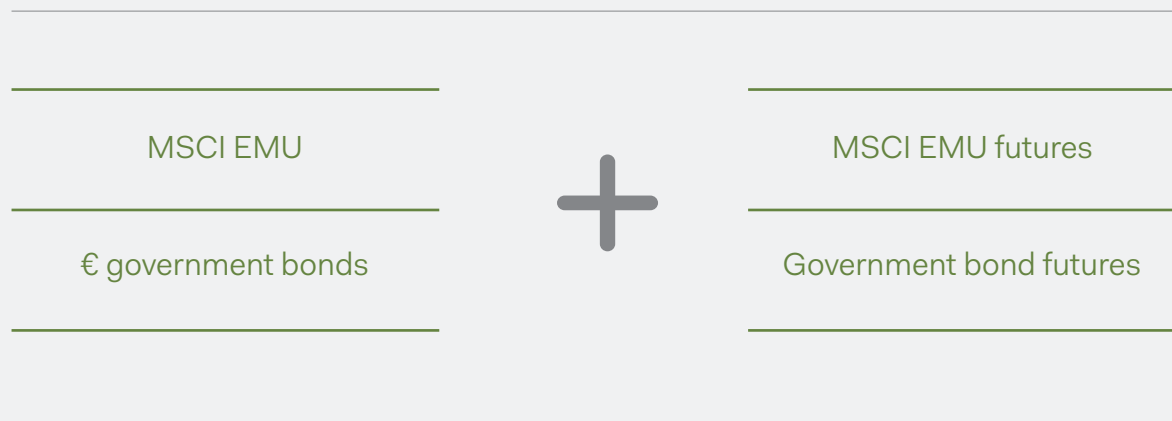 MSCI EMU
€ government bonds
MSCI EMU futures
Government bond futures